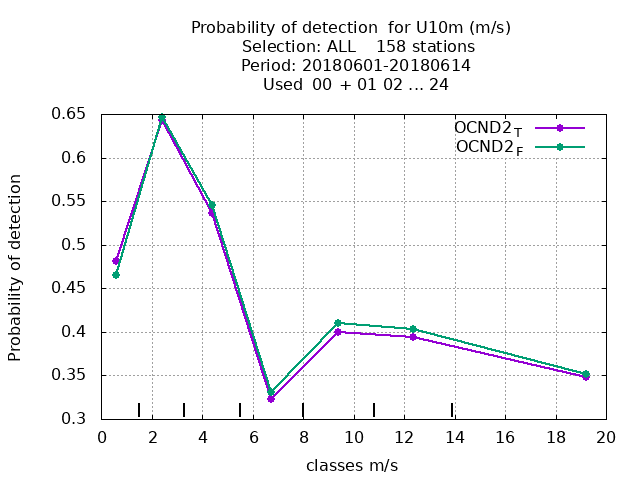 Probability of detection  for U10m (m/s)
Selection: ALL    158 stations
Period: 20180601-20180614
Used  00 + 01 02 ... 24
OCND2T
OCND2F
0.65
0.6
0.55
0.5
0.45
0.4
0.35
0.3
Probability of detection
0 2 4 6 8 10 12 14 16 18 20
classes m/s